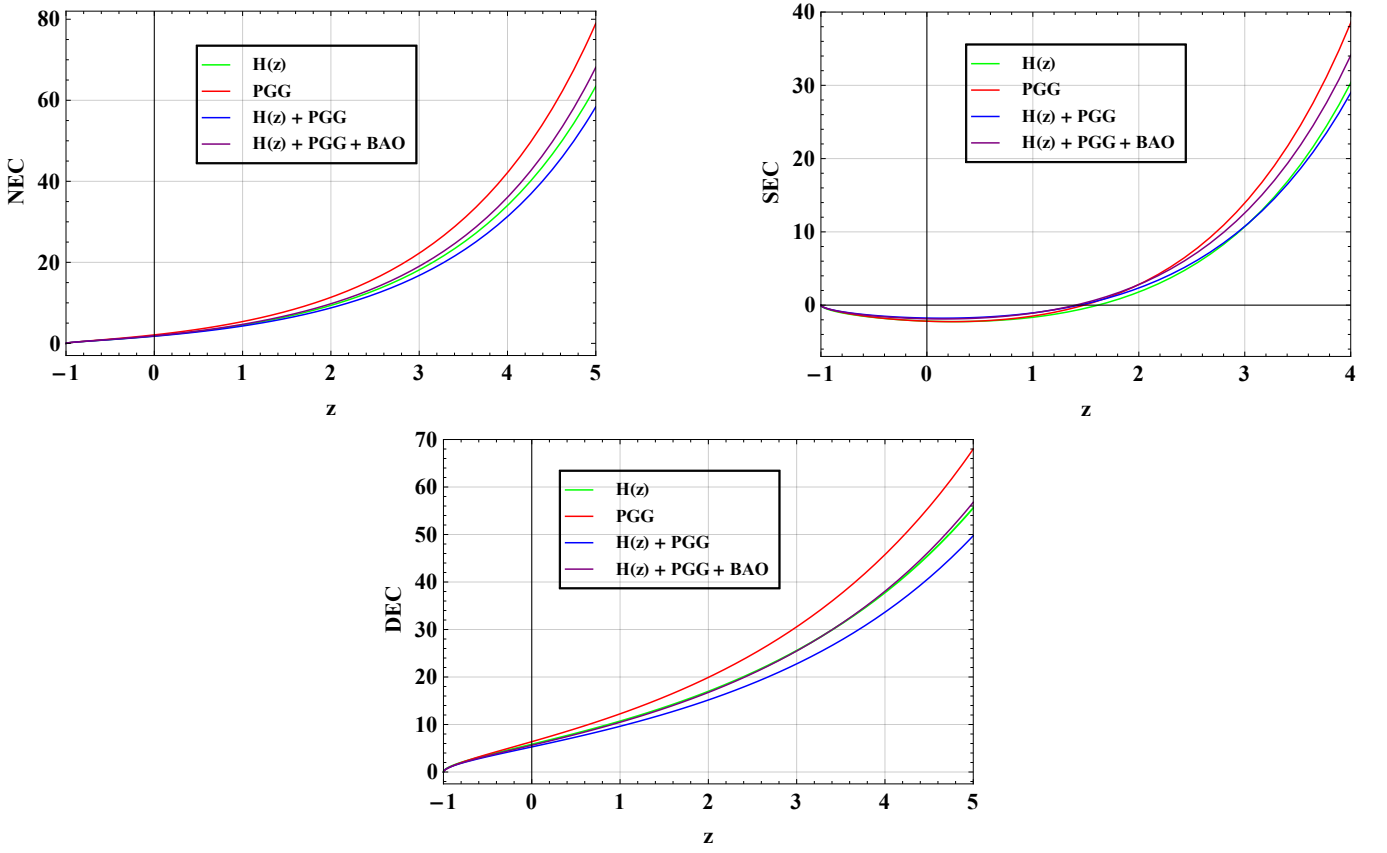 80
60
40
20
0
NEC
H(z)
PGG
H(z) + PGG
H(z) + PGG + BAO
−1 0 1 2 3 4 5
z
40
30
20
10
0
SEC
H(z)
PGG
H(z) + PGG
H(z) + PGG + BAO
−1 0 1 2 3 4
z
70
60
50
40
30
20
10
0
DEC
H(z)
PGG
H(z) + PGG
H(z) + PGG + BAO
−1 0 1 2 3 4 5
z